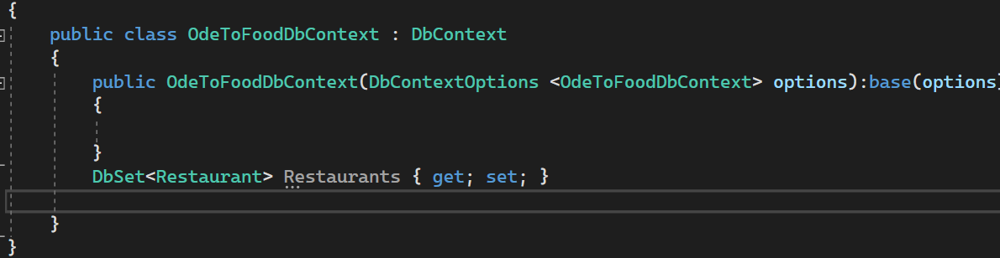 {
public class OdeToFoodDbContext : DbContext
{
public OdeToFoodDbContext(DbContextOptions <OdeToFoodDbContext> options):base(options)
{
}
DbSet<Restaurant> Restaurants { get; set; }
}
}